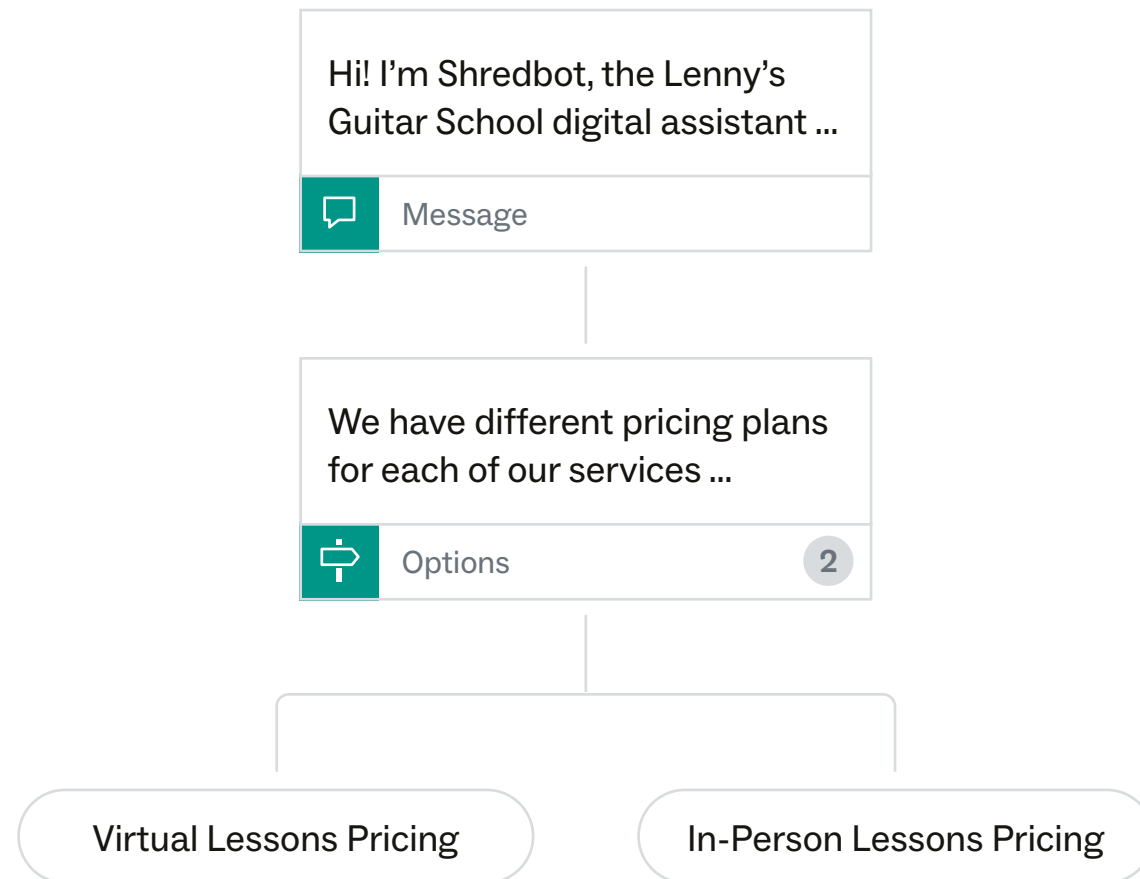 Hi! I’m Shredbot, the Lenny’s
Guitar School digital assistant ...
Message
We have different pricing plans
for each of our services ...
Options
2
Virtual Lessons Pricing
In-Person Lessons Pricing